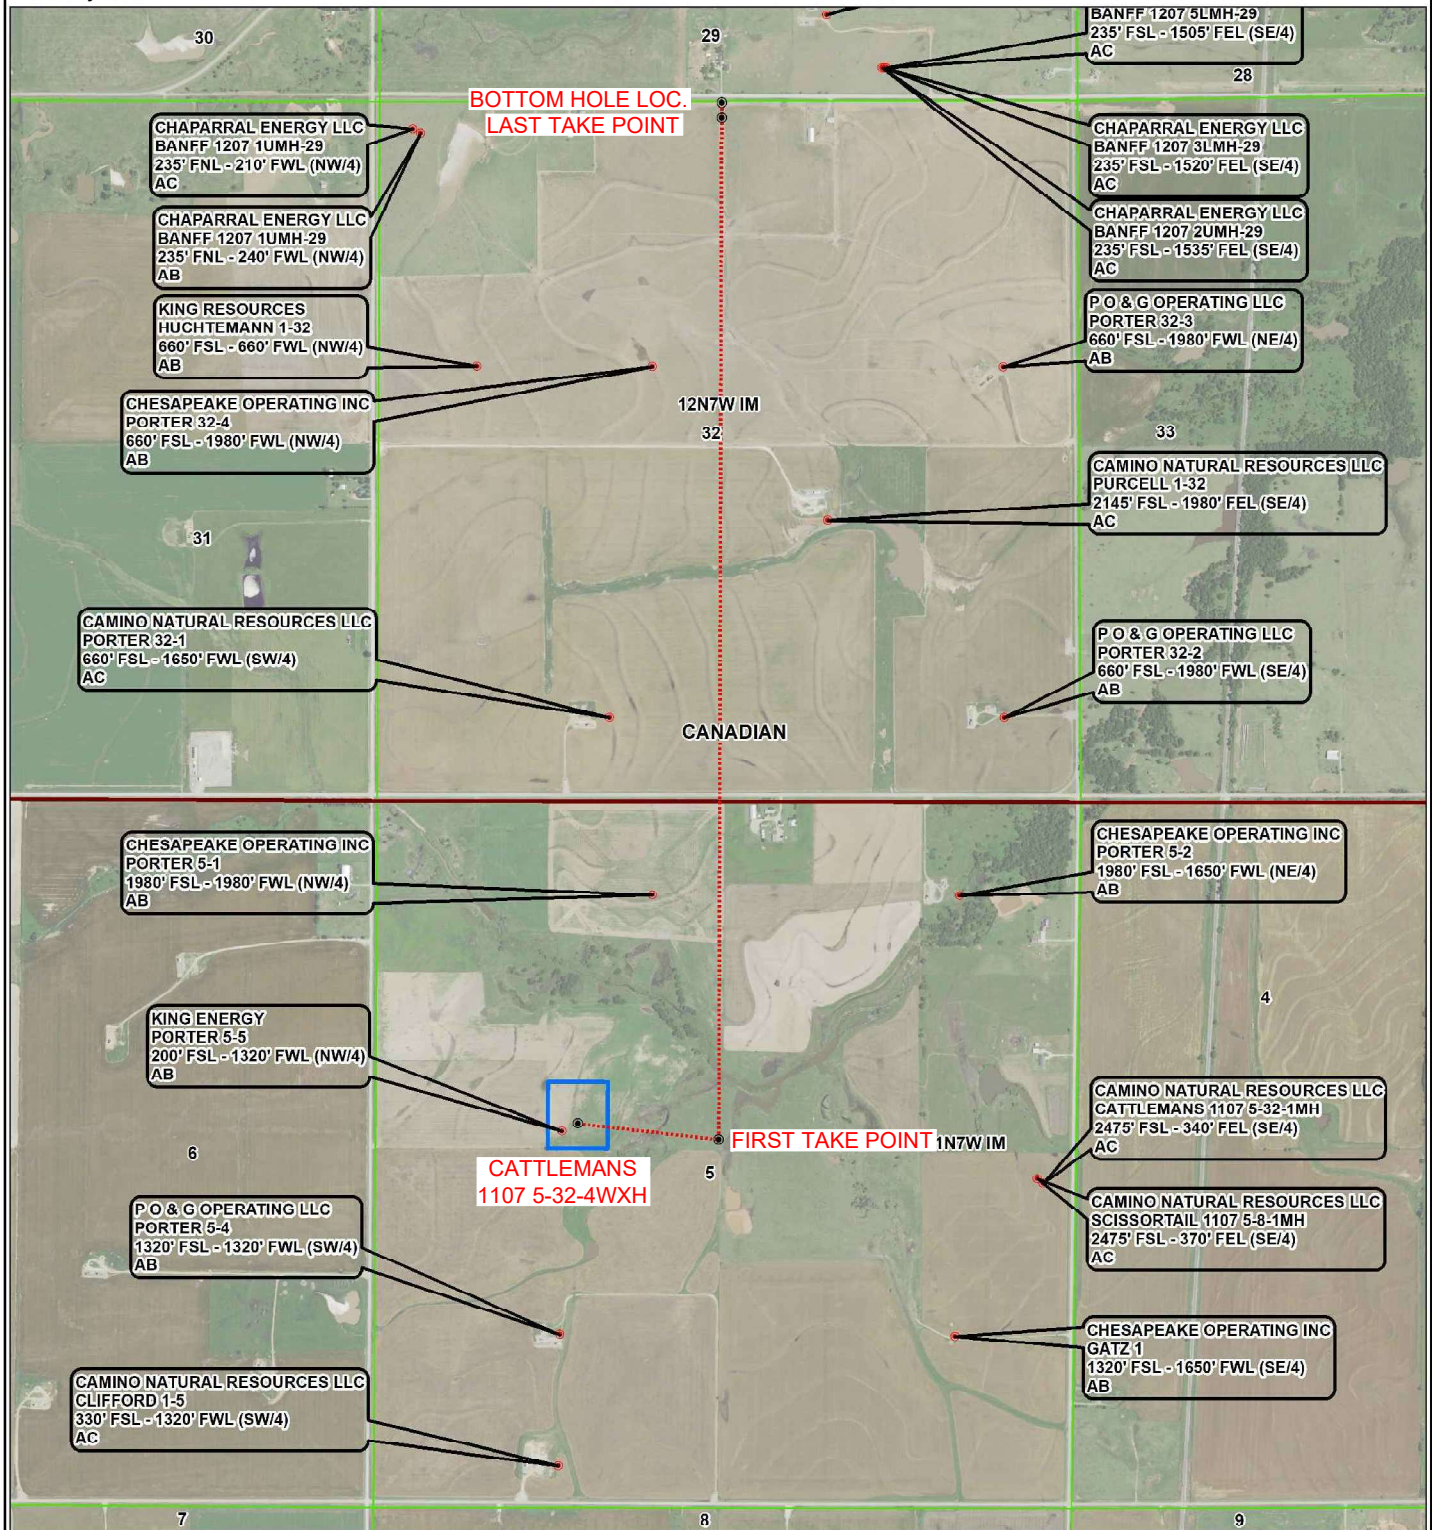 30
29
BANFF 1207 5LMH-29
235' FSL - 1505' FEL (SE/4)
AC
28
BOTTOM HOLE LOC.
LAST TAKE POINT
CHAPARRAL ENERGY LLC
BANFF 1207 1UMH-29
235' FNL - 210' FWL (NW/4)
AC
CHAPARRAL ENERGY LLC
BANFF 1207 3LMH-29
235' FSL - 1520' FEL (SE/4)
AC
CHAPARRAL ENERGY LLC
BANFF 1207 1UMH-29
235' FNL - 240' FWL (NW/4)
AB
CHAPARRAL ENERGY LLC
BANFF 1207 2UMH-29
235' FSL - 1535' FEL (SE/4)
AC
KING RESOURCES
HUCHTEMANN 1-32
660' FSL - 660' FWL (NW/4)
AB
P O & G OPERATING LLC
PORTER 32-3
660' FSL - 1980' FWL (NE/4)
AB
CHESAPEAKE OPERATING INC
PORTER 32-4
660' FSL - 1980' FWL (NW/4)
AB
12N7W IM
32
33
CAMINO NATURAL RESOURCES LLC
PURCELL 1-32
2145' FSL - 1980' FEL (SE/4)
AC
31
CAMINO NATURAL RESOURCES LLC
PORTER 32-1
660' FSL - 1650' FWL (SW/4)
AC
P O & G OPERATING LLC
PORTER 32-2
660' FSL - 1980' FWL (SE/4)
AB
CANADIAN
CHESAPEAKE OPERATING INC
PORTER 5-1
1980' FSL - 1980' FWL (NW/4)
AB
CHESAPEAKE OPERATING INC
PORTER 5-2
1980' FSL - 1650' FWL (NE/4)
AB
4
KING ENERGY
PORTER 5-5
200' FSL - 1320' FWL (NW/4)
AB
CAMINO NATURAL RESOURCES LLC
CATTLEMANS 1107 5-32-1MH
2475' FSL - 340' FEL (SE/4)
AC
FIRST TAKE POINT
1N7W IM
6
5
CATTLEMANS
1107 5-32-4WXH
P O & G OPERATING LLC
PORTER 5-4
1320' FSL - 1320' FWL (SW/4)
AB
CAMINO NATURAL RESOURCES LLC
SCISSORTAIL 1107 5-8-1MH
2475' FSL - 370' FEL (SE/4)
AC
CHESAPEAKE OPERATING INC
GATZ 1
1320' FSL - 1650' FWL (SE/4)
AB
CAMINO NATURAL RESOURCES LLC
CLIFFORD 1-5
330' FSL - 1320' FWL (SW/4)
AC
7
8
9